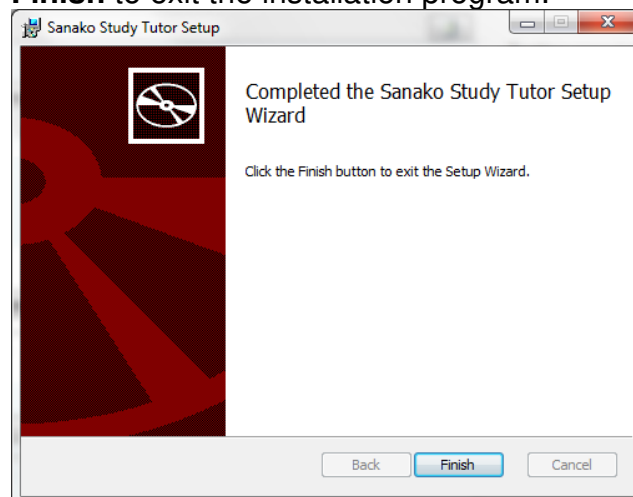 Finish to exit the installation program.
Sanako Study Tutor Setup
Completed the Sanako Study Tutor Setup
Wizard
Click the Finish button to exit the Setup Wizard.
Back Finish Cancel